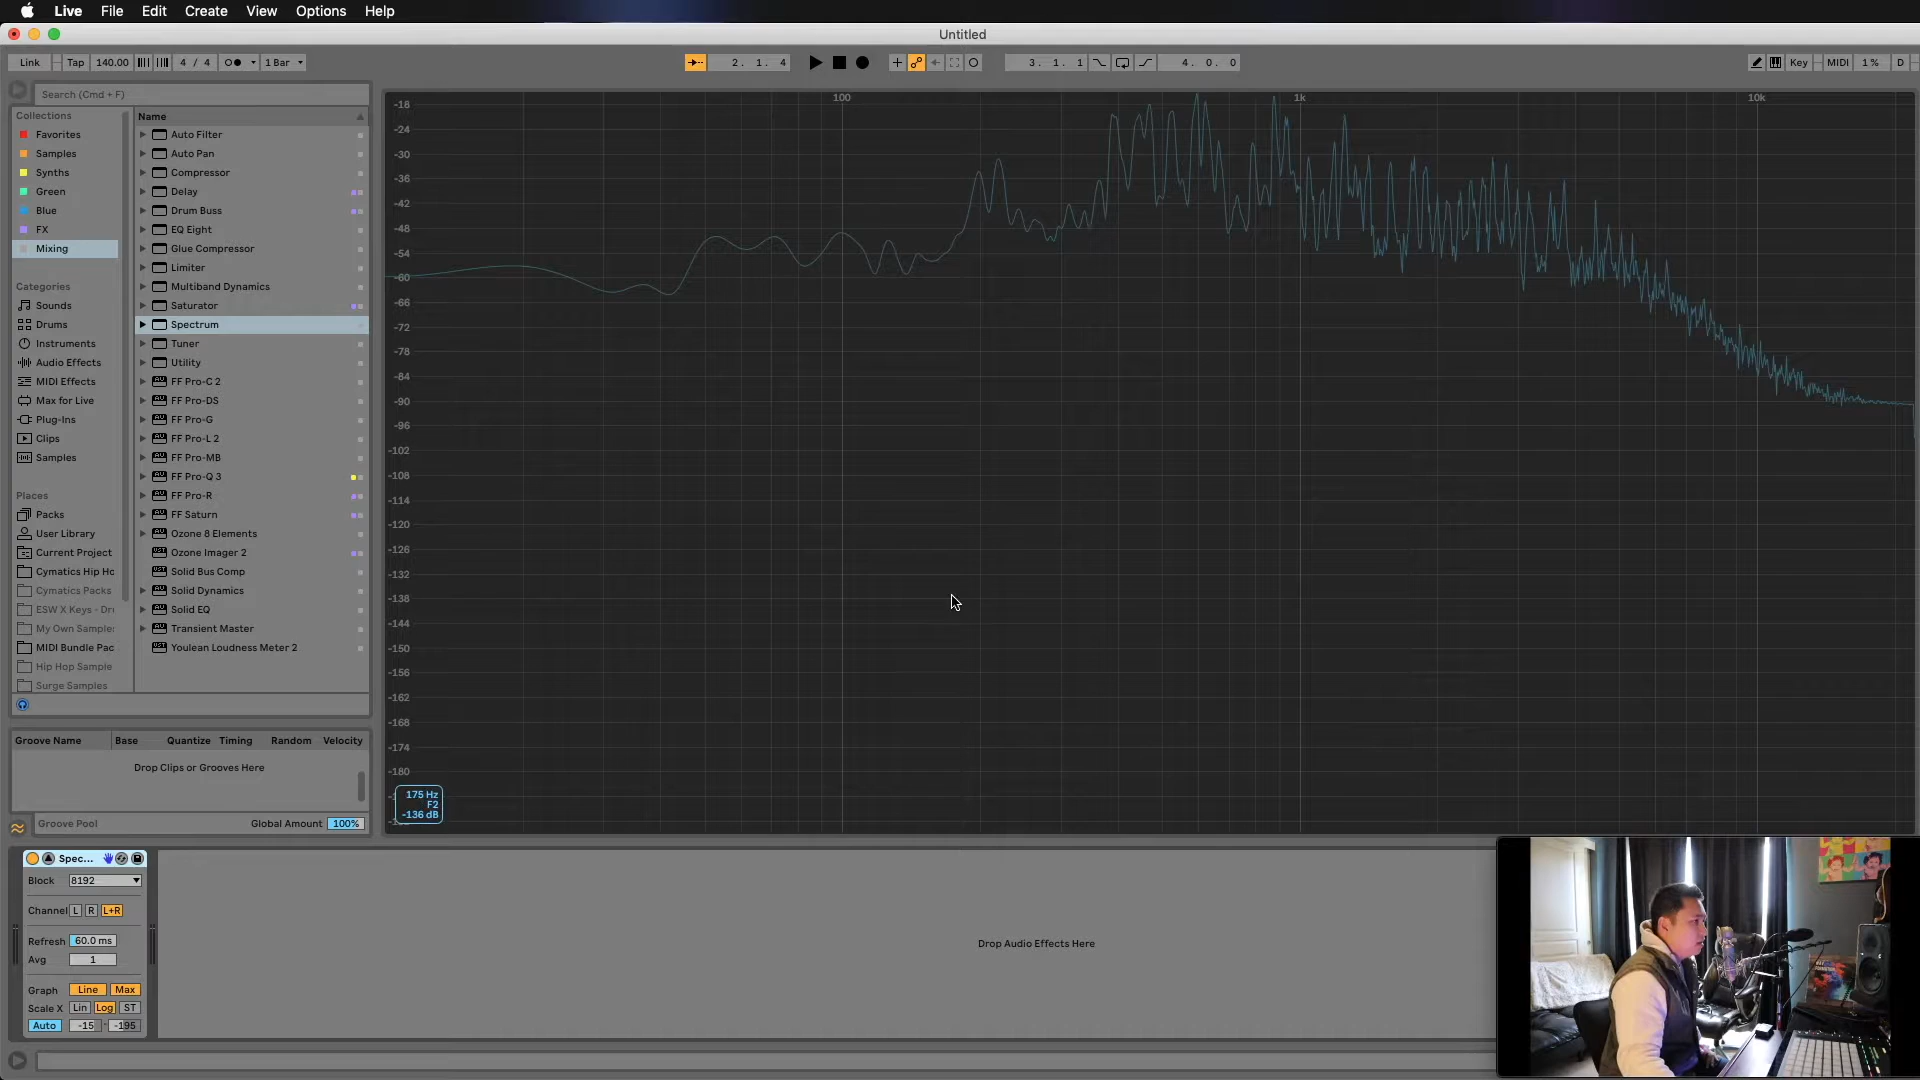 Live File Edit Create View Options Help
Untitled
Link Tap 140.00 4 / 4 1 Bar 2. 1. 4 3. 1. 1 4. 0. 0 Key MIDI 1 % D
Search (Cmd + F)
Collections
Favorites
Samples
Synths
Green
Blue
FX
Mixing
Categories
Sounds
Drums
Instruments
Audio Effects
MIDI Effects
Max for Live
Plug-Ins
Clips
Samples
Places
Packs
User Library
Current Project
Cymatics Hip Ho
Cymatics Packs
ESW X Keys - Dr
My Own Sample
MIDI Bundle Pac
Hip Hop Sample
Surge Samples
Name
Auto Filter
Auto Pan
Compressor
Delay
Drum Buss
EQ Eight
Glue Compressor
Limiter
Multiband Dynamics
Saturator
Spectrum
Tuner
Utility
FF Pro-C 2
FF Pro-DS
FF Pro-G
FF Pro-L 2
FF Pro-MB
FF Pro-Q 3
FF Pro-R
FF Saturn
Ozone 8 Elements
Ozone Imager 2
Solid Bus Comp
Solid Dynamics
Solid EQ
Transient Master
Youlean Loudness Meter 2
100 1k 10k
-18
-24
-30
-36
-42
-48
-54
-60
-66
-72
-78
-84
-90
-96
-102
-108
-114
-120
-126
-132
-138
-144
-150
-156
-162
-168
-174
-180
175 Hz
F2
-136 dB
Groove Name Base Quantize Timing Random Velocity
Drop Clips or Grooves Here
Groove Pool Global Amount 100%
Spec...
Block 8192
Channel L R L+R
Refresh 60.0 ms
Avg 1
Graph Line Max
Scale X Lin Log ST
Auto -15 - -195
Drop Audio Effects Here